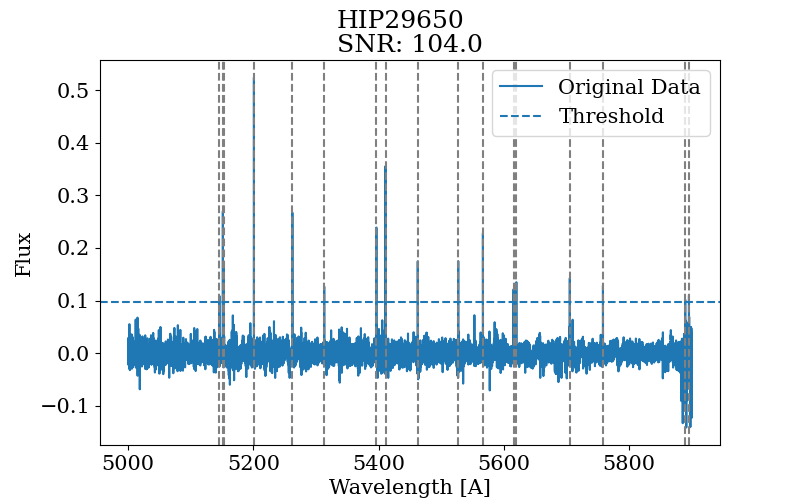 HIP29650
SNR: 104.0
Original Data
Threshold
0.5
0.4
0.3
0.2
0.1
0.0
−0.1
Flux
5000 5200 5400 5600 5800
Wavelength [A]